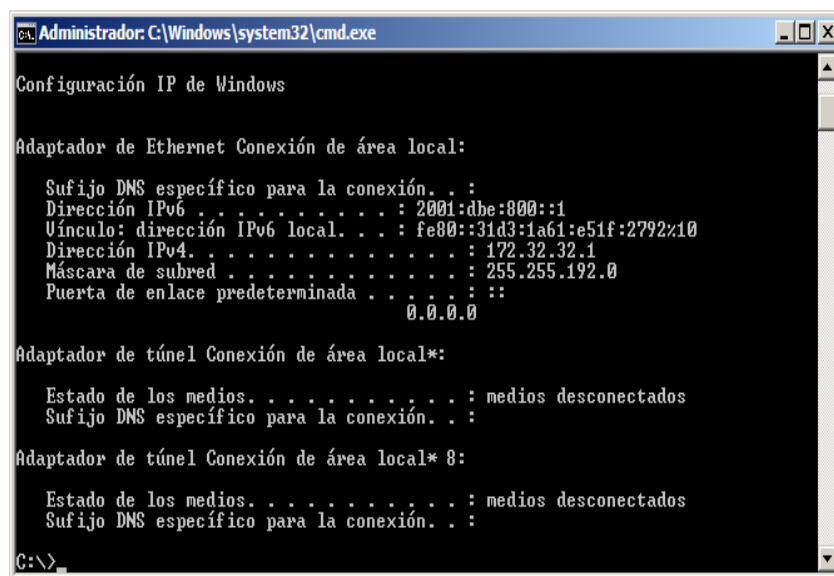 Administrador: C:\Windows\system32\cmd.exe
Configuración IP de Windows
Adaptador de Ethernet Conexión de área local:
Sufijo DNS específico para la conexión. . :
Dirección IPv6 . . . . . . . . . . : 2001:dbe:800::1
Vínculo: dirección IPv6 local. . . : fe80::31d3:1a61:e51f:2792%10
Dirección IPv4. . . . . . . . . . . . . . : 172.32.32.1
Máscara de subred . . . . . . . . . . . . : 255.255.192.0
Puerta de enlace predeterminada . . . . . : ::
0.0.0.0
Adaptador de túnel Conexión de área local*:
Estado de los medios. . . . . . . . . . . : medios desconectados
Sufijo DNS específico para la conexión. . :
Adaptador de túnel Conexión de área local* 8:
Estado de los medios. . . . . . . . . . . : medios desconectados
Sufijo DNS específico para la conexión. . :
C:\>_